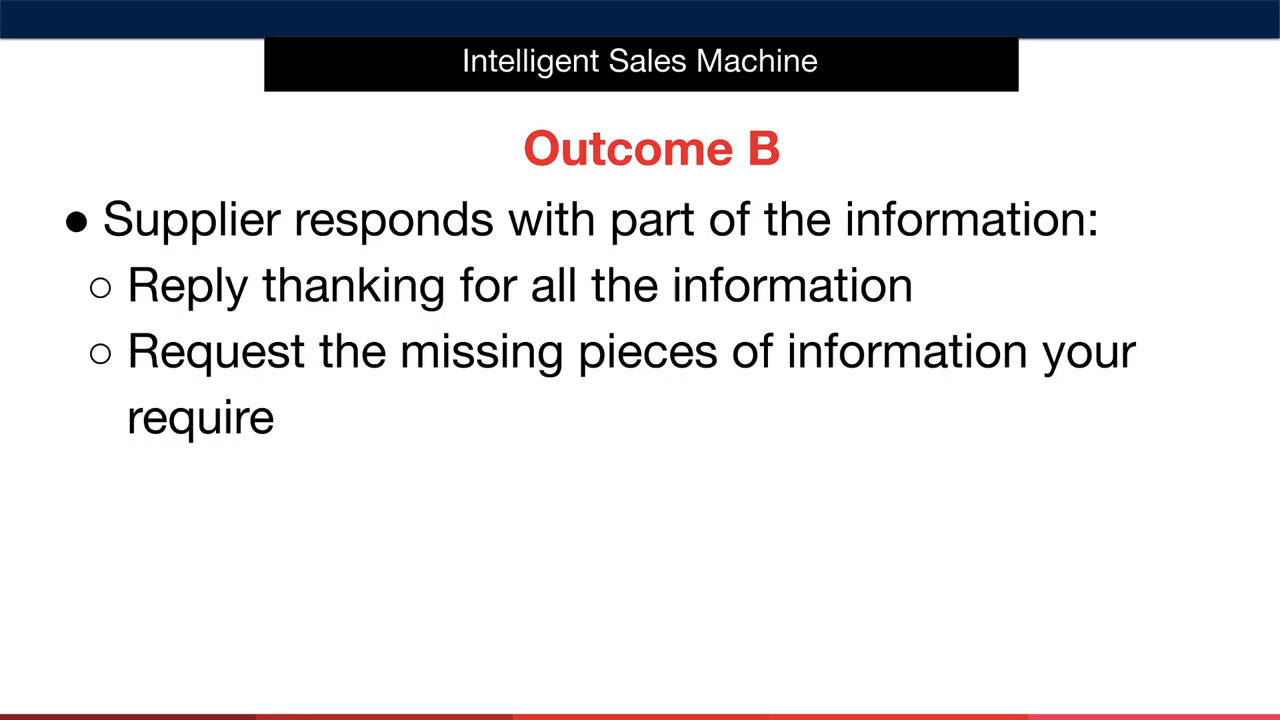 Intelligent Sales Machine
Outcome B
● Supplier responds with part of the information:
○ Reply thanking for all the information
○ Request the missing pieces of information your
require